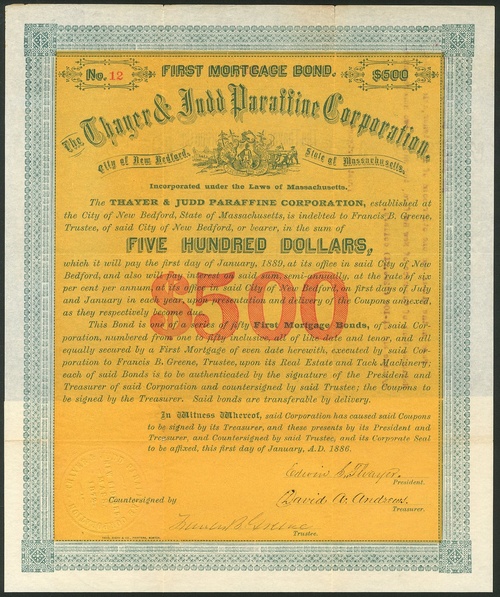 No. 12
FIRST MORTGAGE BOND.
$500
The Thayer & Judd Paraffine Corporation.
City of New Bedford, State of Massachusetts.
Incorporated under the Laws of Massachusetts.
The THAYER & JUDD PARAFFINE CORPORATION, established at
the City of New Bedford, State of Massachusetts, is indebted to Francis B. Greene,
Trustee, of said City of New Bedford, or bearer, in the sum of
FIVE HUNDRED DOLLARS,
which it will pay the first day of January, 1889, at its office in said City of New
Bedford, and also will pay interest on said sum, semi-annually, at the rate of six
per cent per annum, at its office in said City of New Bedford, on first days of July
and January in each year, upon presentation and delivery of the Coupons annexed,
as they respectively become due.
$500
This Bond is one of a series of fifty First Mortgage Bonds, of said Cor-
poration, numbered from one to fifty inclusive, all of like date and tenor, and all
equally secured by a First Mortgage of even date herewith, executed by said Cor-
poration to Francis B. Greene, Trustee, upon its Real Estate and Tack Machinery;
each of said Bonds is to be authenticated by the signature of the President and
Treasurer of said Corporation and countersigned by said Trustee; the Coupons to
be signed by the Treasurer. Said bonds are transferable by delivery.
In Witness Whereof, said Corporation has caused said Coupons
to be signed by its Treasurer, and these presents by its President and
Treasurer, and Countersigned by said Trustee, and its Corporate Seal
to be affixed, this first day of January, A.D. 1886.
Edwin C. Thayer
President.
Countersigned by
David A. Andrews
Treasurer.
Francis B. Greene
Trustee.